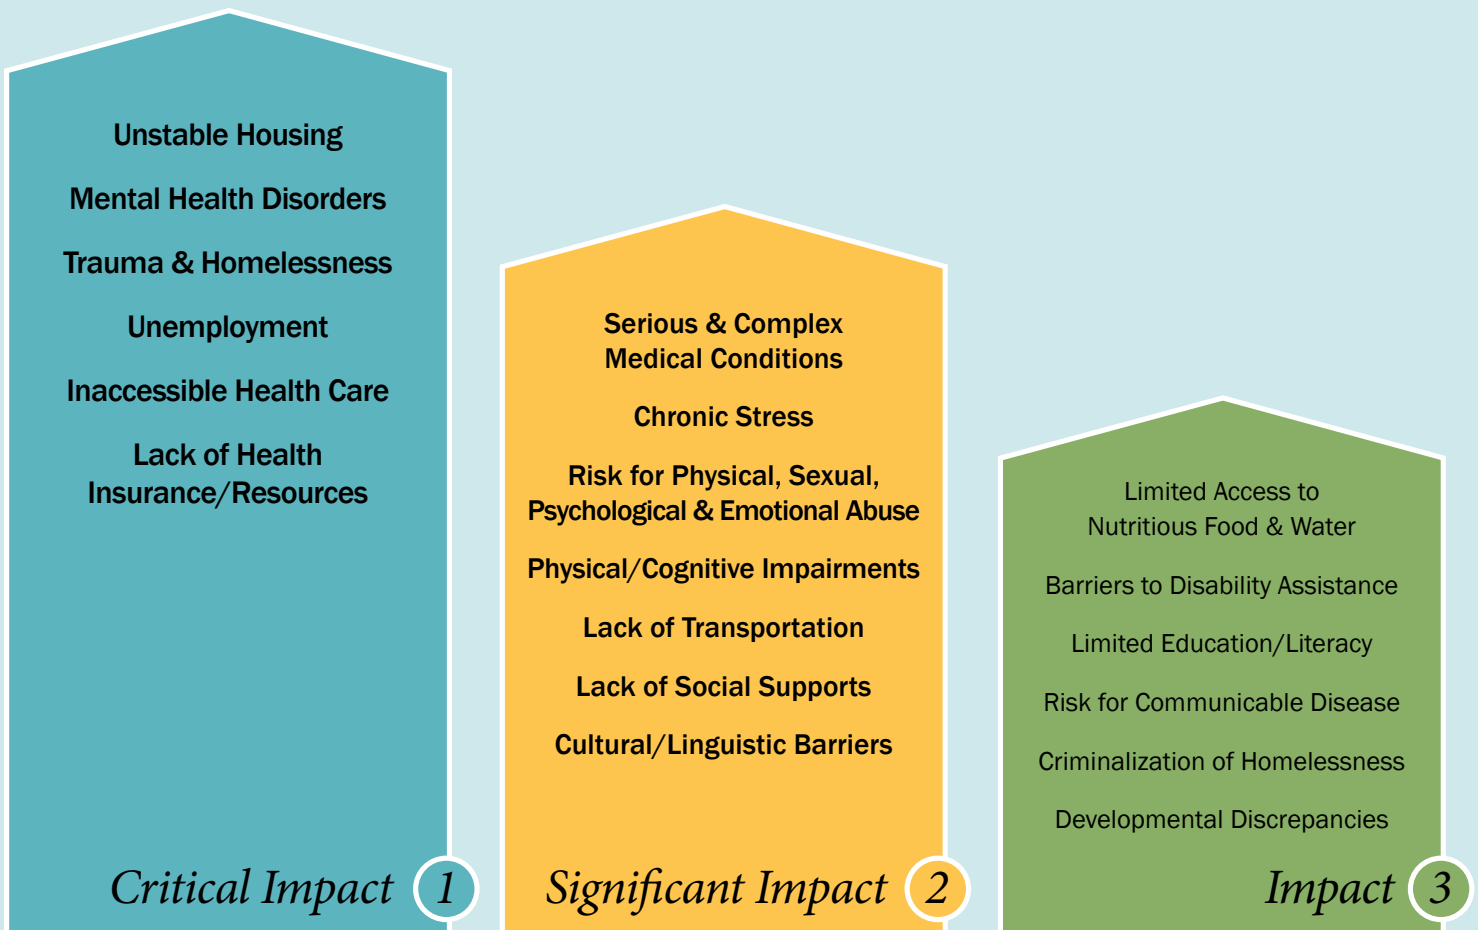 Unstable Housing
Mental Health Disorders
Trauma & Homelessness
Unemployment
Inaccessible Health Care
Lack of Health
Insurance/Resources
Critical Impact 1
Serious & Complex
Medical Conditions
Chronic Stress
Risk for Physical, Sexual,
Psychological & Emotional Abuse
Physical/Cognitive Impairments
Lack of Transportation
Lack of Social Supports
Cultural/Linguistic Barriers
Significant Impact 2
Limited Access to
Nutritious Food & Water
Barriers to Disability Assistance
Limited Education/Literacy
Risk for Communicable Disease
Criminalization of Homelessness
Developmental Discrepancies
Impact 3